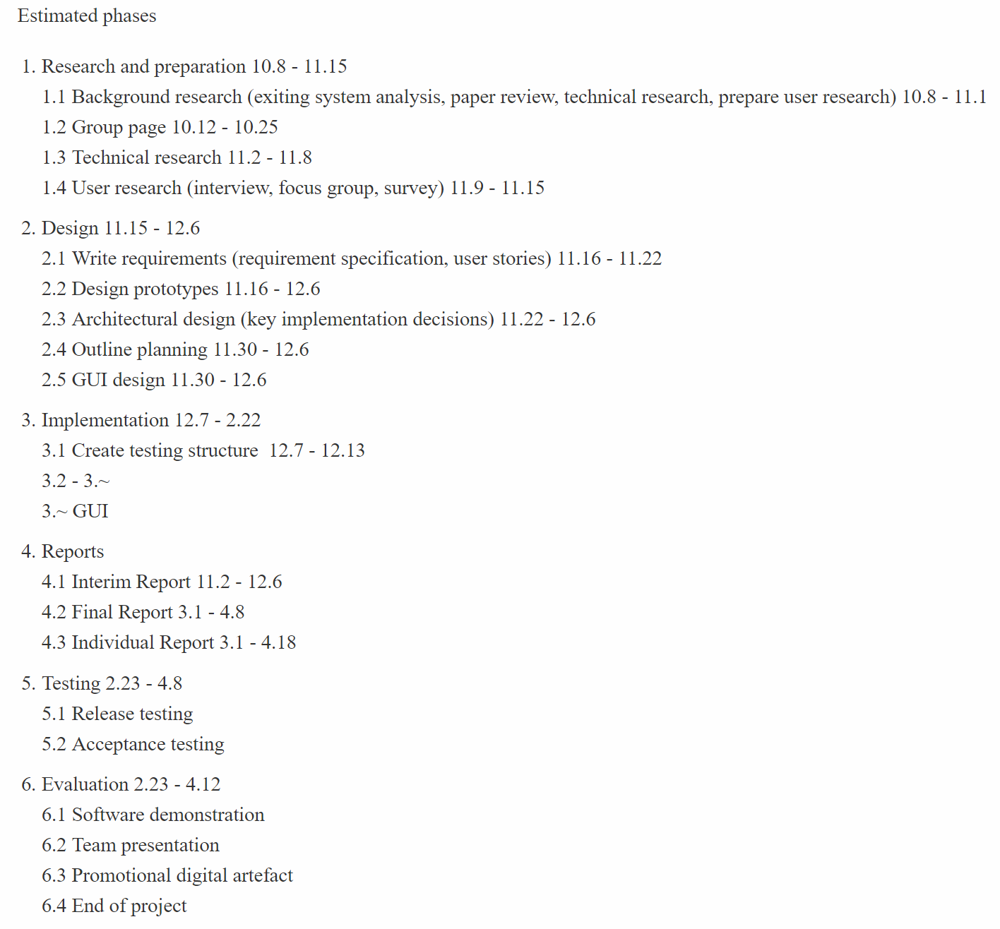 Estimated phases
1. Research and preparation 10.8 - 11.15
1.1 Background research (exiting system analysis, paper review, technical research, prepare user research) 10.8 - 11.1
1.2 Group page 10.12 - 10.25
1.3 Technical research 11.2 - 11.8
1.4 User research (interview, focus group, survey) 11.9 - 11.15
2. Design 11.15 - 12.6
2.1 Write requirements (requirement specification, user stories) 11.16 - 11.22
2.2 Design prototypes 11.16 - 12.6
2.3 Architectural design (key implementation decisions) 11.22 - 12.6
2.4 Outline planning 11.30 - 12.6
2.5 GUI design 11.30 - 12.6
3. Implementation 12.7 - 2.22
3.1 Create testing structure  12.7 - 12.13
3.2 - 3.~
3.~ GUI
4. Reports
4.1 Interim Report 11.2 - 12.6
4.2 Final Report 3.1 - 4.8
4.3 Individual Report 3.1 - 4.18
5. Testing 2.23 - 4.8
5.1 Release testing
5.2 Acceptance testing
6. Evaluation 2.23 - 4.12
6.1 Software demonstration
6.2 Team presentation
6.3 Promotional digital artefact
6.4 End of project